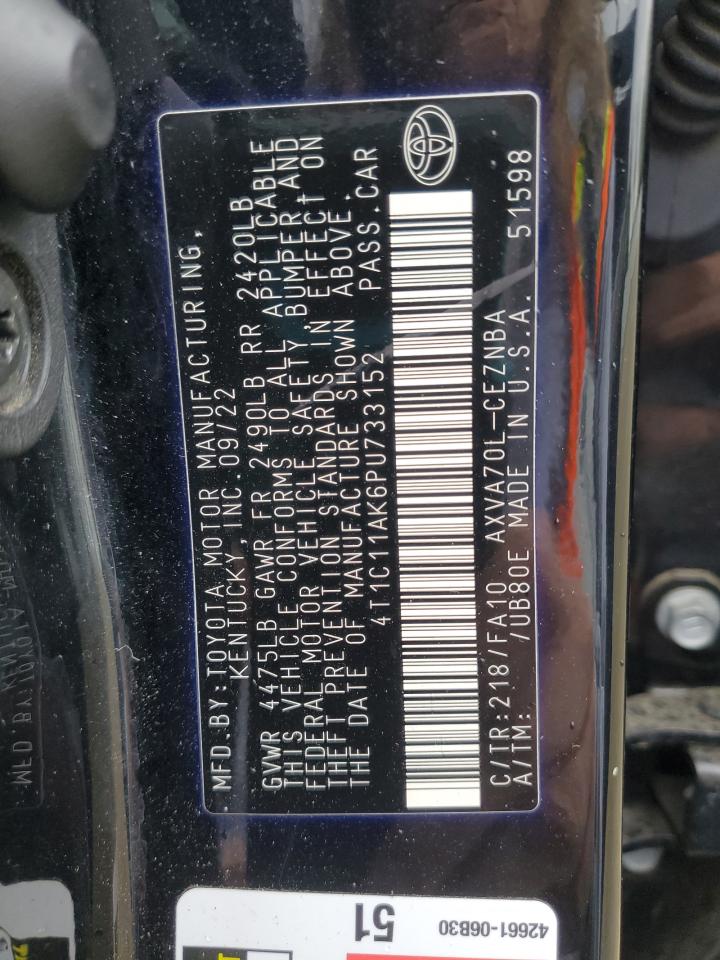 MFD.BY:TOYOTA MOTOR MANUFACTURING,
KENTUCKY,INC.09/22
GVWR 4475LB GAWR FR 2490LB RR 2420LB
THIS VEHICLE CONFORMS TO ALL APPLICABLE
FEDERAL MOTOR VEHICLE SAFETY,BUMPER,AND
THEFT PREVENTION STANDARDS IN EFFECT ON
THE DATE OF MANUFACTURE SHOWN ABOVE.
4T1C11AK6PU733152 PASS.CAR
C/TR:218/FA10 AXVA70L-CEZNBA
A/TM: /UB80E MADE IN U.S.A. 51598
42661-06B30
51